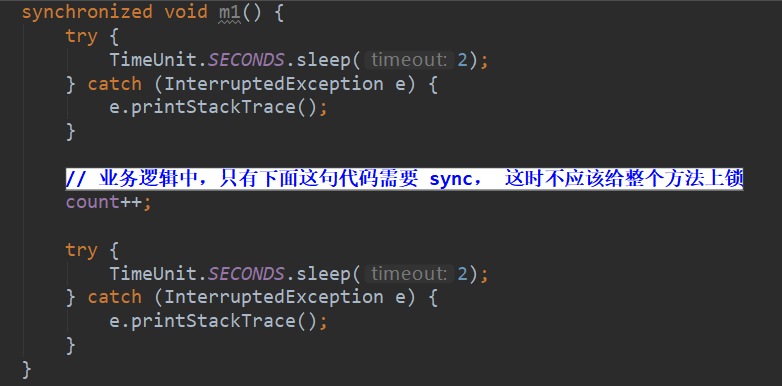 synchronized void m1() {
    try {
        TimeUnit.SECONDS.sleep( timeout: 2);
    } catch (InterruptedException e) {
        e.printStackTrace();
    }
    // 业务逻辑中，只有下面这句代码需要 sync， 这时不应该给整个方法上锁
    count++;
    try {
        TimeUnit.SECONDS.sleep( timeout: 2);
    } catch (InterruptedException e) {
        e.printStackTrace();
    }
}